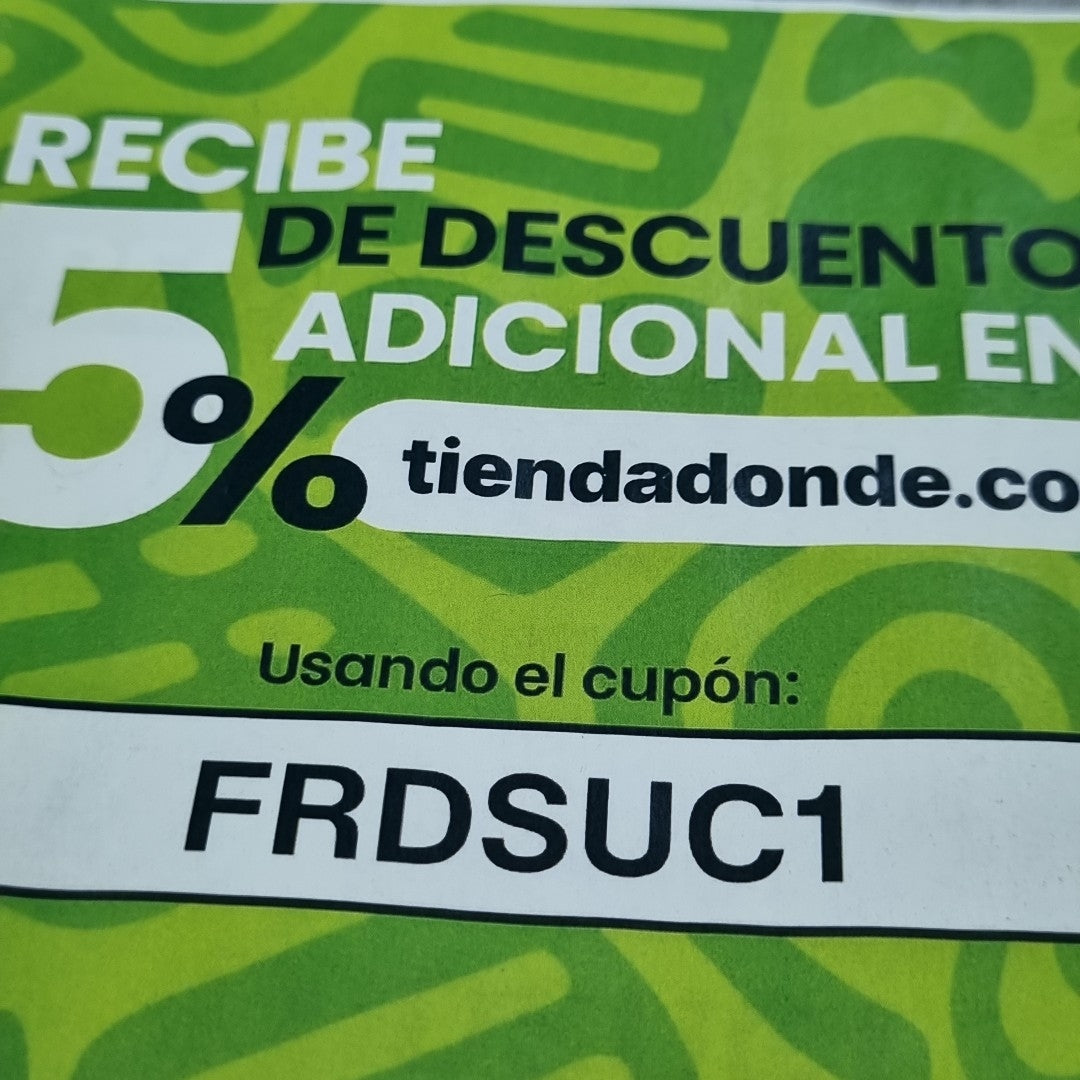 RECIBE
5% DE DESCUENTO
ADICIONAL EN
tiendadonde.co
Usando el cupón:
FRDSUC1